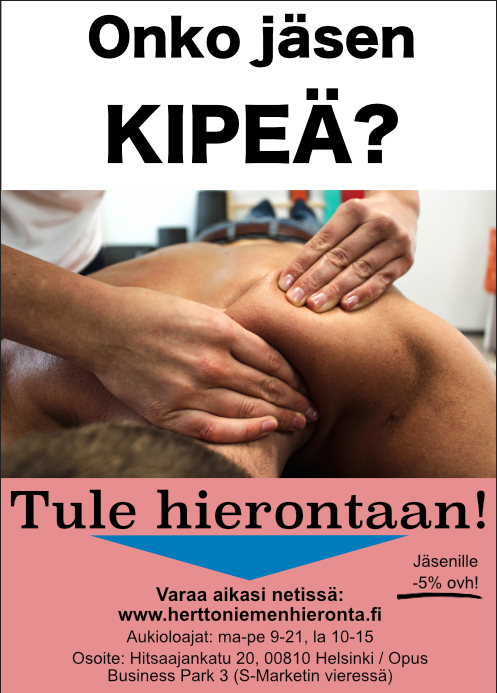 Onko jäsen
KIPEÄ?
Tule hierontaan!
Jäsenille
-5% ovh!
Varaa aikasi netissä:
www.herttoniemenhieronta.fi
Aukioloajat: ma-pe 9-21, la 10-15
Osoite: Hitsaajankatu 20, 00810 Helsinki / Opus
Business Park 3 (S-Marketin vieressä)